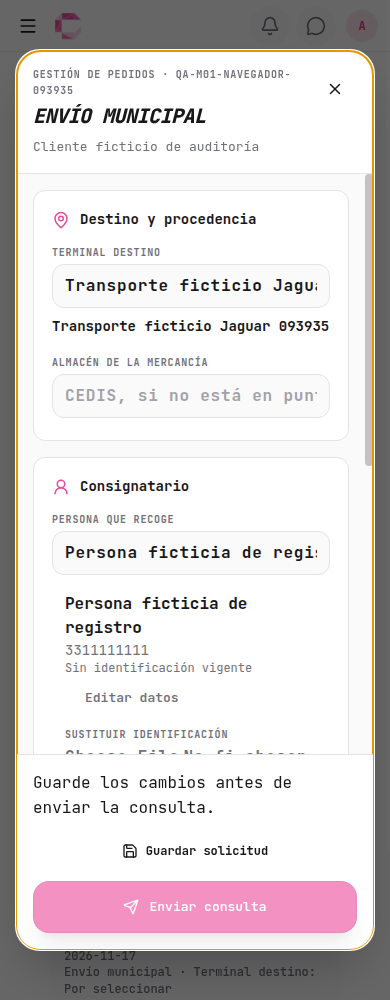 A
GESTIÓN DE PEDIDOS · QA-M01-NAVEGADOR-
093935
ENVÍO MUNICIPAL
Cliente ficticio de auditoría
Destino y procedencia
TERMINAL DESTINO
Transporte ficticio Jagua
Transporte ficticio Jaguar 093935
ALMACÉN DE LA MERCANCÍA
CEDIS, si no está en punt
Consignatario
PERSONA QUE RECOGE
Persona ficticia de regis
Persona ficticia de
registro
3311111111
Sin identificación vigente
Editar datos
SUSTITUIR IDENTIFICACIÓN
Guarde los cambios antes de
enviar la consulta.
Guardar solicitud
Enviar consulta
2026-11-17
Envío municipal · Terminal destino:
Por seleccionar